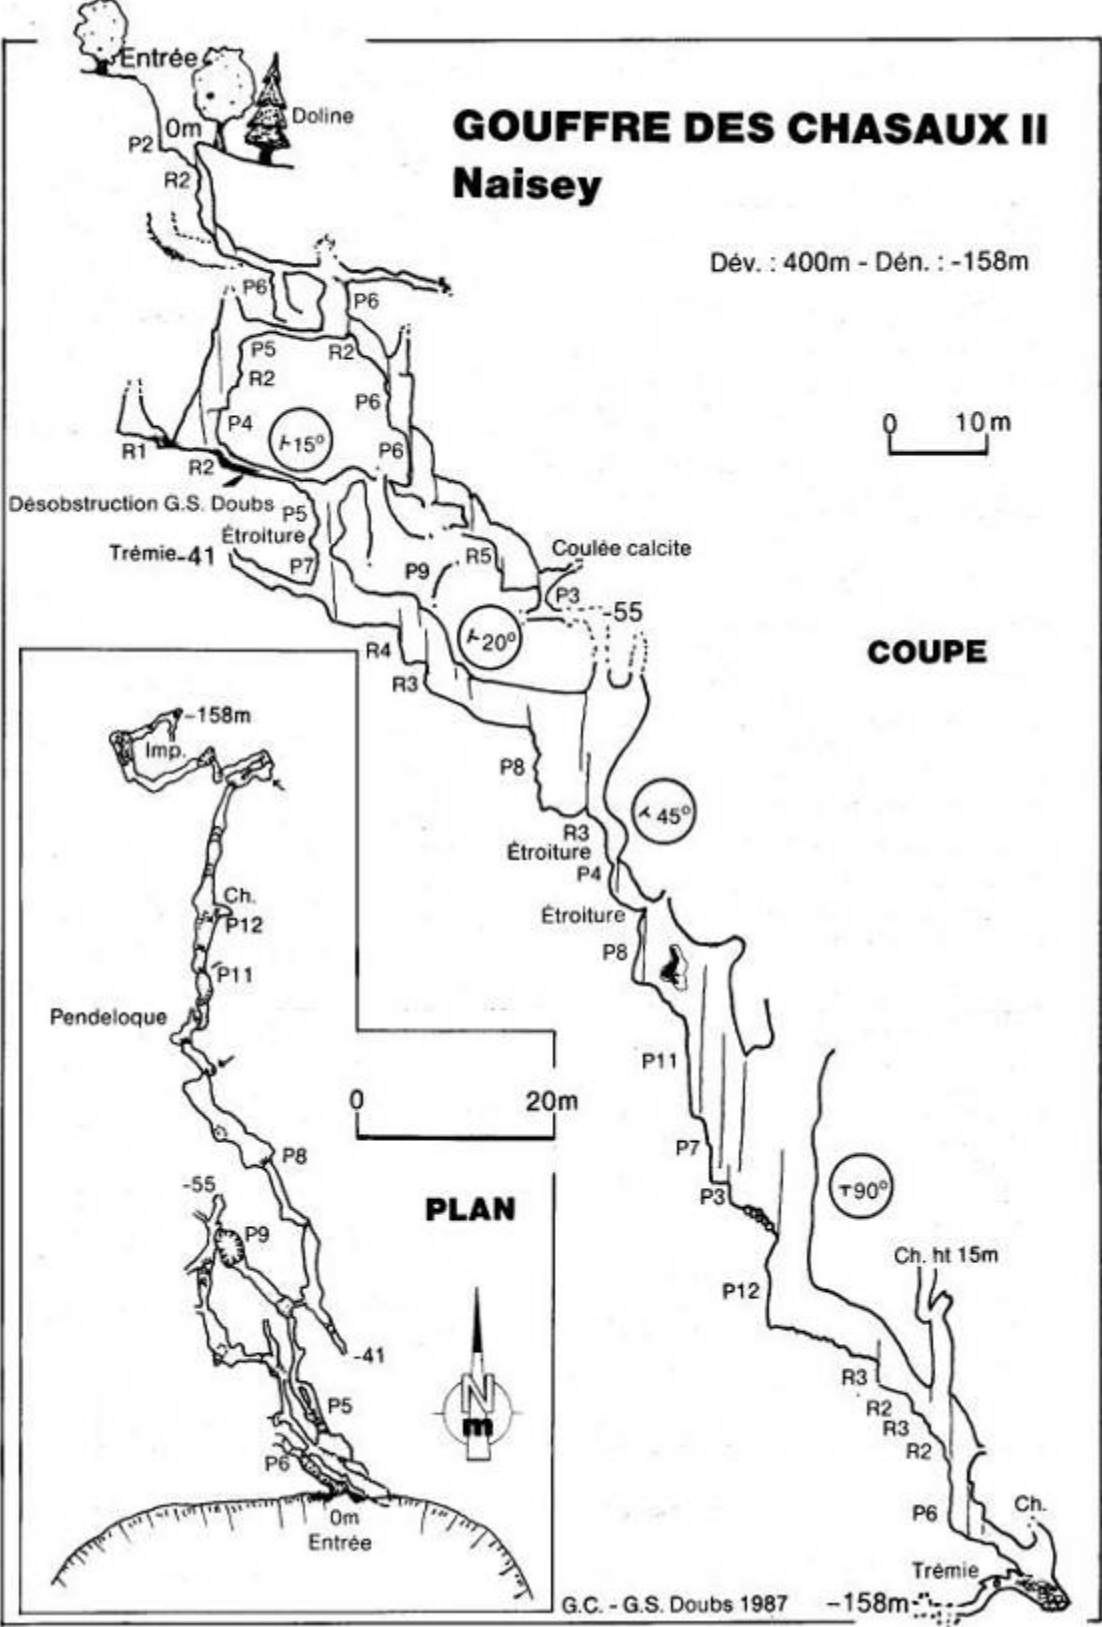 Entrée
Doline
0m
P2
R2
GOUFFRE DES CHASAUX II
Naisey
Dév. : 400m - Dén. : -158m
P6
P6
P5
R2
R2
P6
P4
15°
P6
R1
R2
0 10m
Désobstruction G.S. Doubs
P5
Étroiture
Trémie -41
P7
P9
R5
Coulée calcite
P3
-55
20°
R4
R3
COUPE
P8
45°
R3
Étroiture
P4
Étroiture
P8
P11
P7
P3
90°
P12
Ch. ht 15m
R3
R2
R3
R2
P6
Ch.
Trémie
-158m
-158m
Imp.
Ch.
P12
P11
Pendeloque
0 20m
P8
-55
P9
PLAN
-41
N
m
P5
P6
0m
Entrée
G.C. - G.S. Doubs 1987